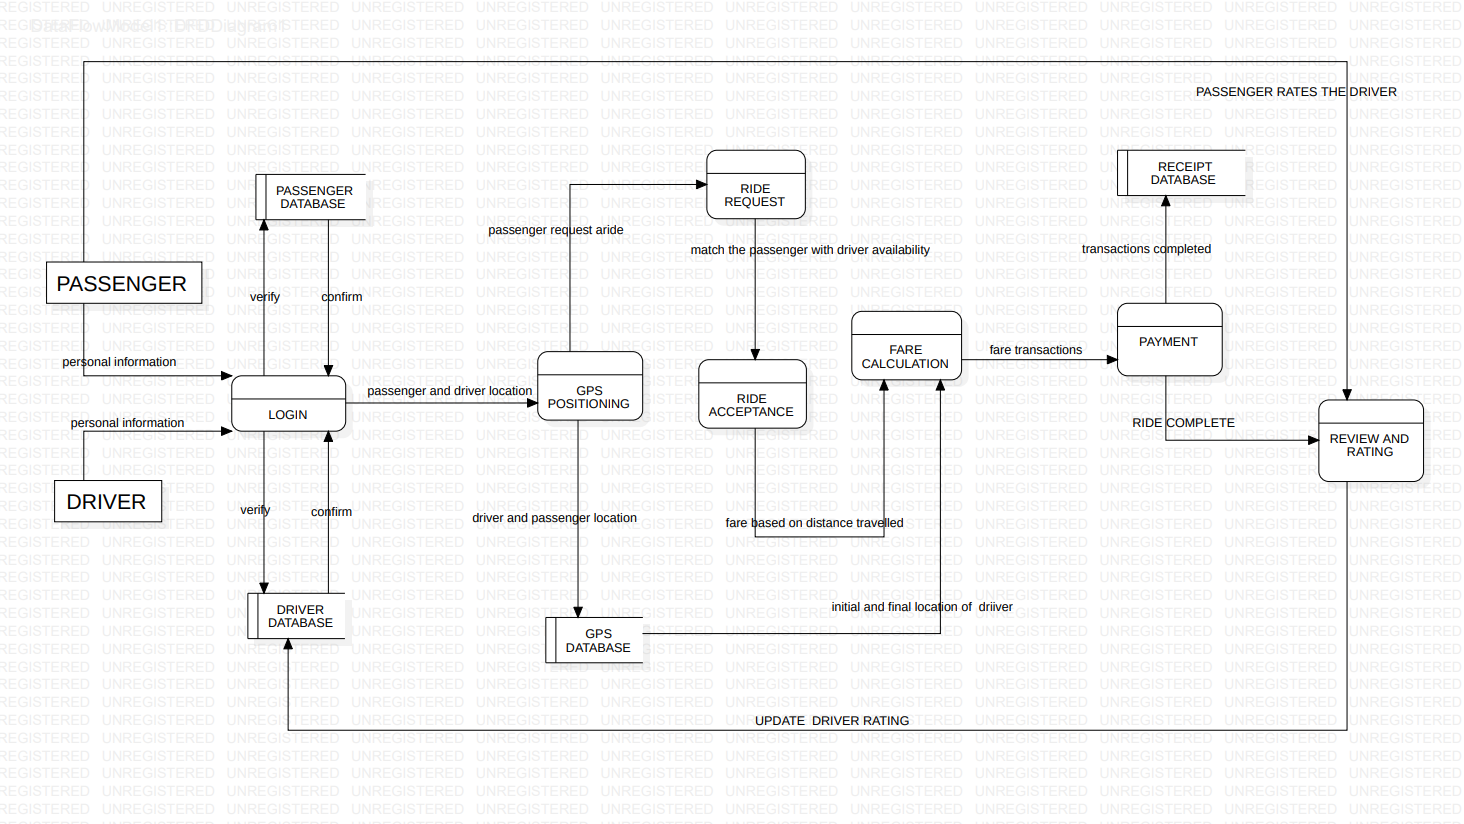 DataFlowModel1::DFDDiagram1
PASSENGER RATES THE DRIVER
RECEIPT
DATABASE
PASSENGER
DATABASE
RIDE
REQUEST
passenger request aride
match the passenger with driver availability
transactions completed
PASSENGER
verify
confirm
PAYMENT
FARE
CALCULATION
fare transactions
personal information
passenger and driver location
GPS
POSITIONING
RIDE
ACCEPTANCE
LOGIN
personal information
RIDE COMPLETE
REVIEW AND
RATING
DRIVER
verify
confirm
driver and passenger location
fare based on distance travelled
DRIVER
DATABASE
initial and final location of  driiver
GPS
DATABASE
UPDATE  DRIVER RATING
UNREGISTERED